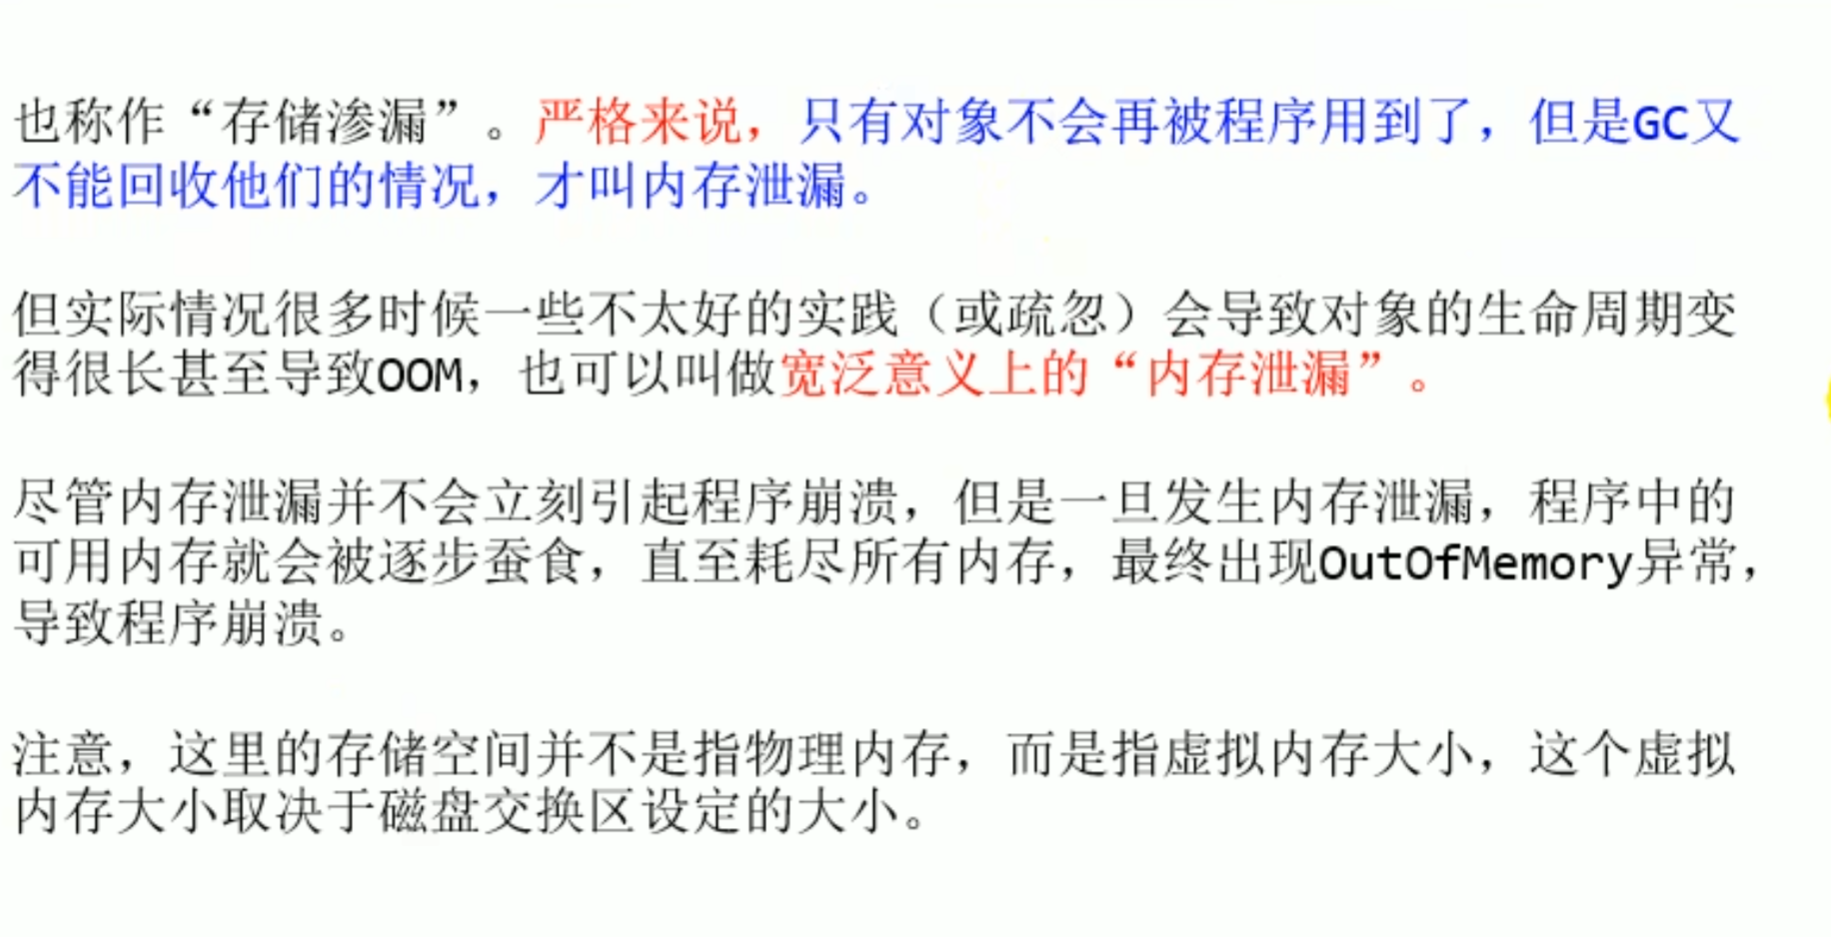 也称作“存储渗漏”。严格来说，只有对象不会再被程序用到了，但是GC又
不能回收他们的情况，才叫内存泄漏。
但实际情况很多时候一些不太好的实践（或疏忽）会导致对象的生命周期变
得很长甚至导致OOM，也可以叫做宽泛意义上的“内存泄漏”。
尽管内存泄漏并不会立刻引起程序崩溃，但是一旦发生内存泄漏，程序中的
可用内存就会被逐步蚕食，直至耗尽所有内存，最终出现OutOfMemory异常，
导致程序崩溃。
注意，这里的存储空间并不是指物理内存，而是指虚拟内存大小，这个虚拟
内存大小取决于磁盘交换区设定的大小。